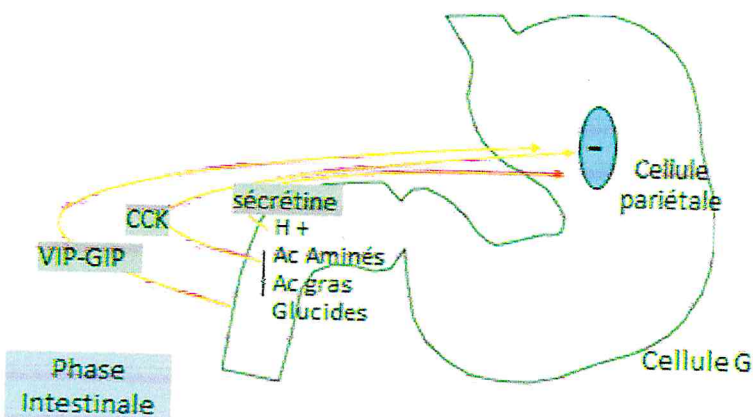 Cellule
pariétale
sécrétine
CCK
H +
VIP-GIP
Ac Aminés
Ac gras
Glucides
Phase
Intestinale
Cellule G
-